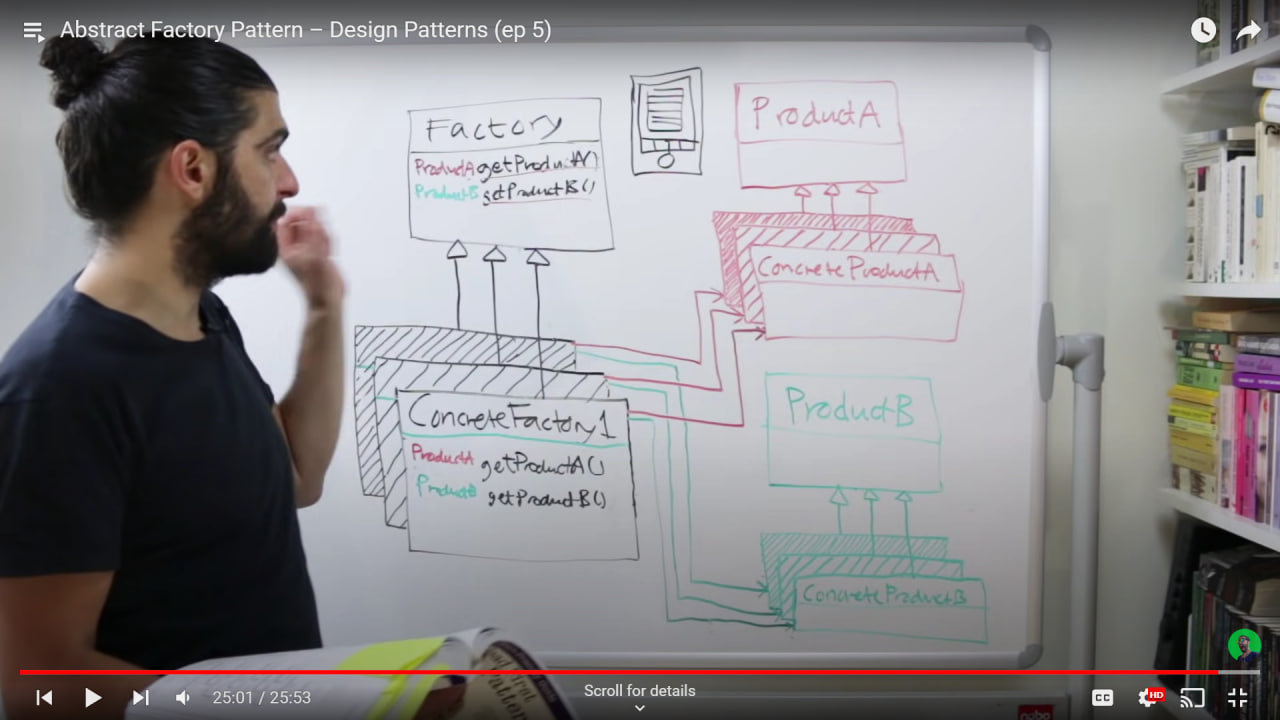 Abstract Factory Pattern – Design Patterns (ep 5)
Factory
ProductA getProductA()
ProductB getProductB()
ProductA
ConcreteProductA
ConcreteFactory1
ProductA getProductA()
ProductB getProductB()
ProductB
ConcreteProductB
25:01 / 25:53
Scroll for details
CC
HD